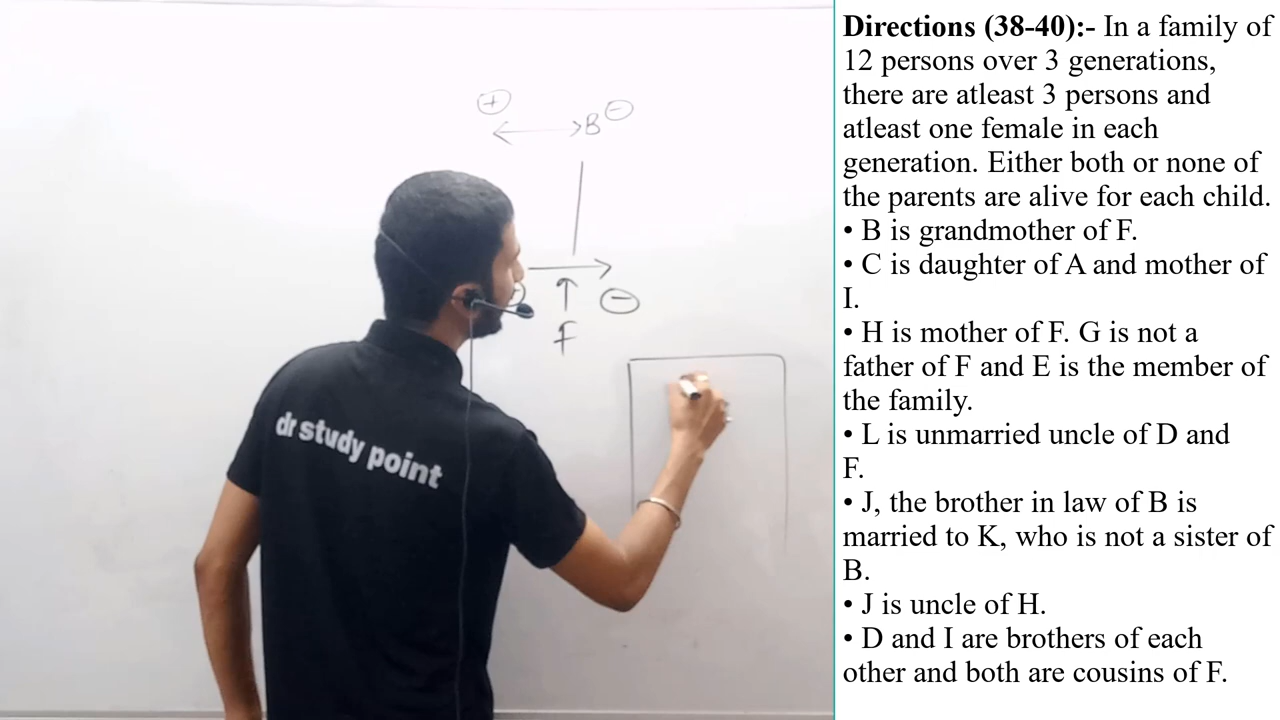 +
B -
-
F
dr study point
Directions (38-40):- In a family of
12 persons over 3 generations,
there are atleast 3 persons and
atleast one female in each
generation. Either both or none of
the parents are alive for each child.
• B is grandmother of F.
• C is daughter of A and mother of
I.
• H is mother of F. G is not a
father of F and E is the member of
the family.
• L is unmarried uncle of D and
F.
• J, the brother in law of B is
married to K, who is not a sister of
B.
• J is uncle of H.
• D and I are brothers of each
other and both are cousins of F.